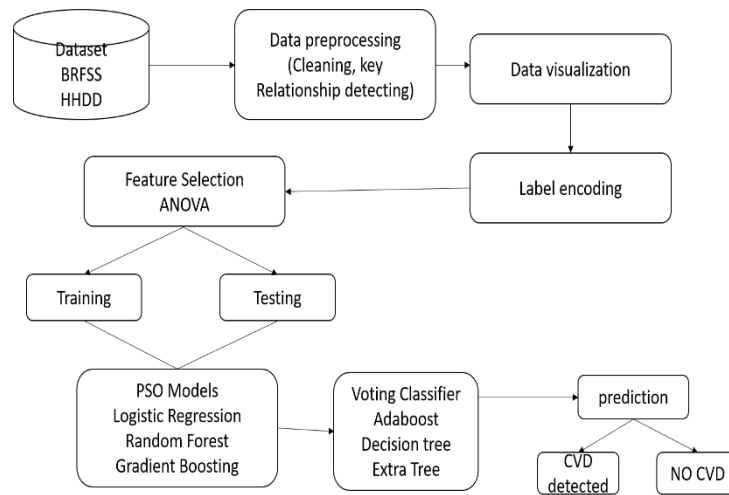 Dataset
BRFSS
HHDD
Data preprocessing
(Cleaning, key
Relationship detecting)
Data visualization
Label encoding
Feature Selection
ANOVA
Training
Testing
PSO Models
Logistic Regression
Random Forest
Gradient Boosting
Voting Classifier
Adaboost
Decision tree
Extra Tree
prediction
CVD
detected
NO CVD